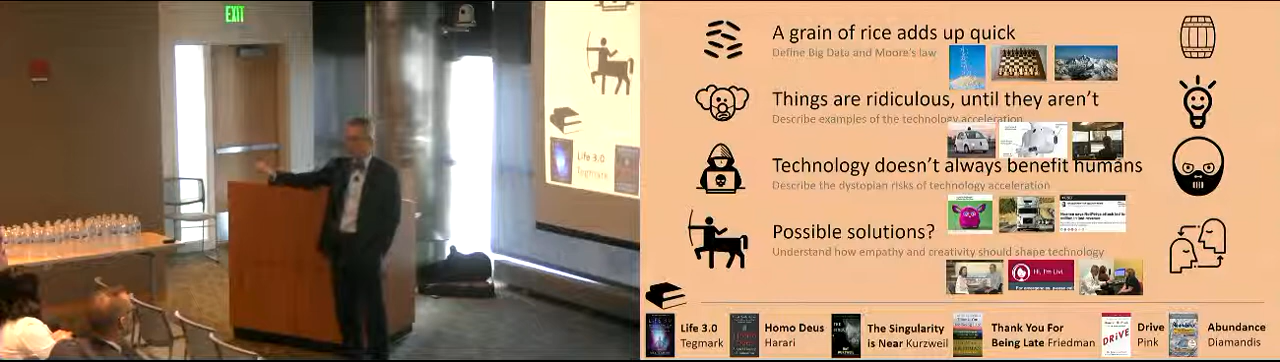 EXIT
Life 3.0
Tegmark
A grain of rice adds up quick
Define Big Data and Moore's law
Things are ridiculous, until they aren't
Describe examples of the technology acceleration
Technology doesn't always benefit humans
Describe the dystopian risks of technology acceleration
Possible solutions?
Understand how empathy and creativity should shape technology
Hi, I'm Livi
Life 3.0
Tegmark
Homo Deus
Harari
The Singularity
is Near Kurzweil
Thank You For
Being Late Friedman
DRiVE
Drive
Pink
Abundance
Diamandis